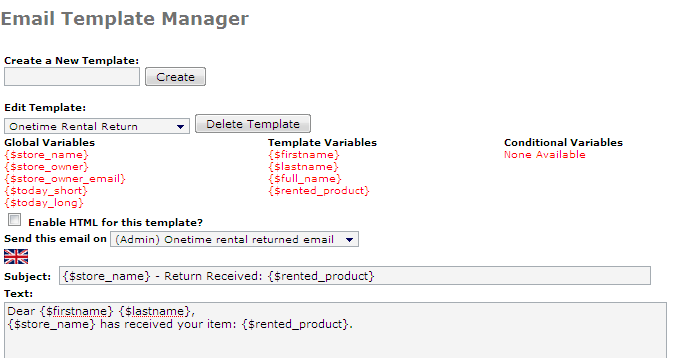 Email Template Manager
Create a New Template:
Create
Edit Template:
Onetime Rental Return Delete Template
Global Variables Template Variables Conditional Variables
{$store_name} {$firstname} None Available
{$store_owner} {$lastname}
{$store_owner_email} {$full_name}
{$today_short} {$rented_product}
{$today_long}
Enable HTML for this template?
Send this email on (Admin) Onetime rental returned email
Subject: {$store_name} - Return Received: {$rented_product}
Text:
Dear {$firstname} {$lastname},
{$store_name} has received your item: {$rented_product}.